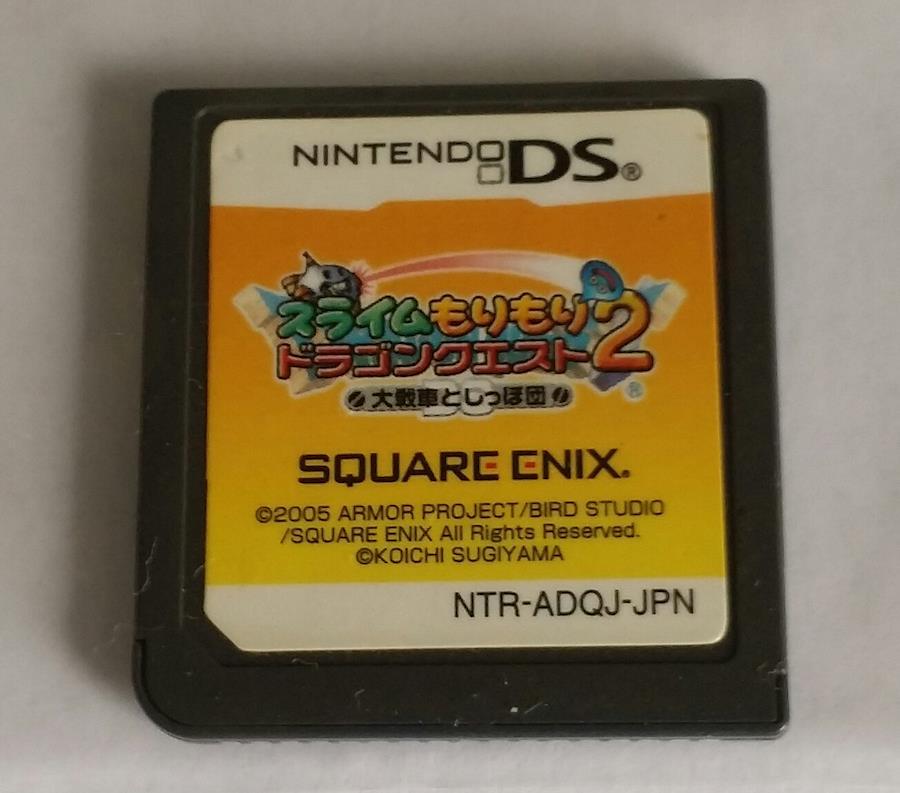 NINTENDO DS®
スライムもりもり
ドラゴンクエスト2
大戦車としっぽ団
®
SQUARE ENIX.
©2005 ARMOR PROJECT/BIRD STUDIO
/SQUARE ENIX All Rights Reserved.
©KOICHI SUGIYAMA
NTR-ADQJ-JPN